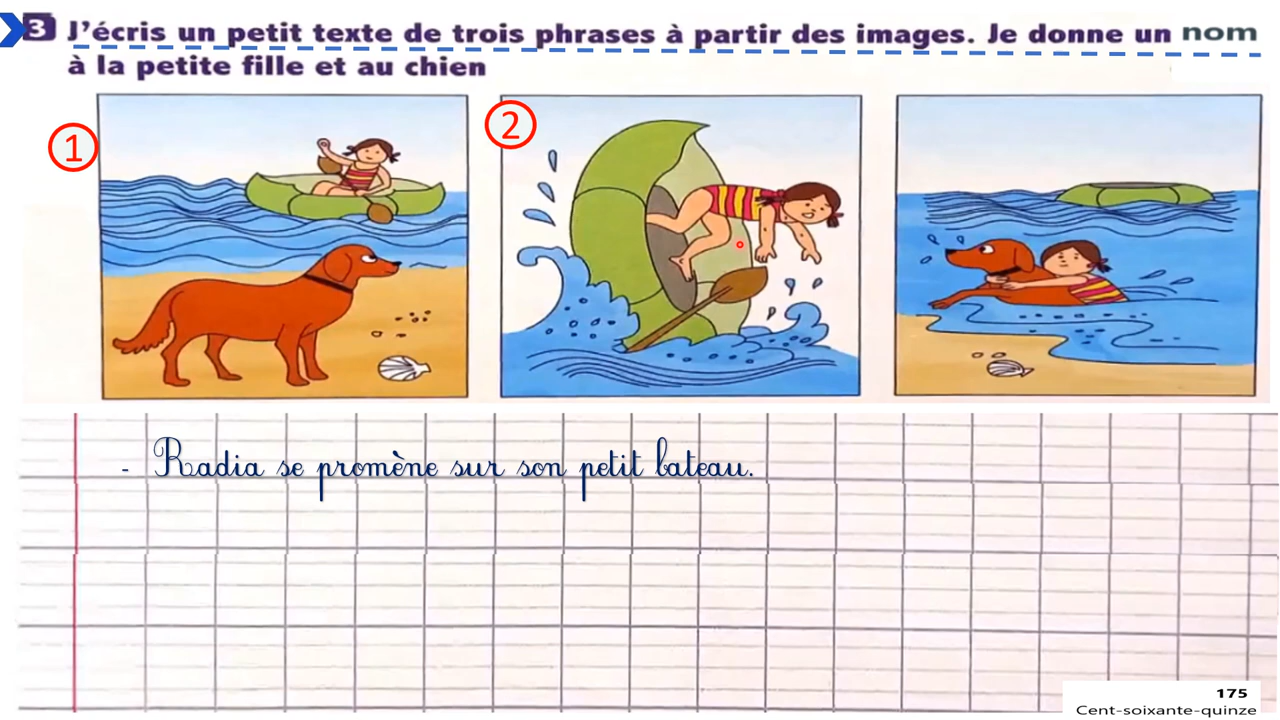 3 J'écris un petit texte de trois phrases à partir des images. Je donne un nom
à la petite fille et au chien
1
2
- Radia se promène sur son petit bateau.
175
Cent-soixante-quinze